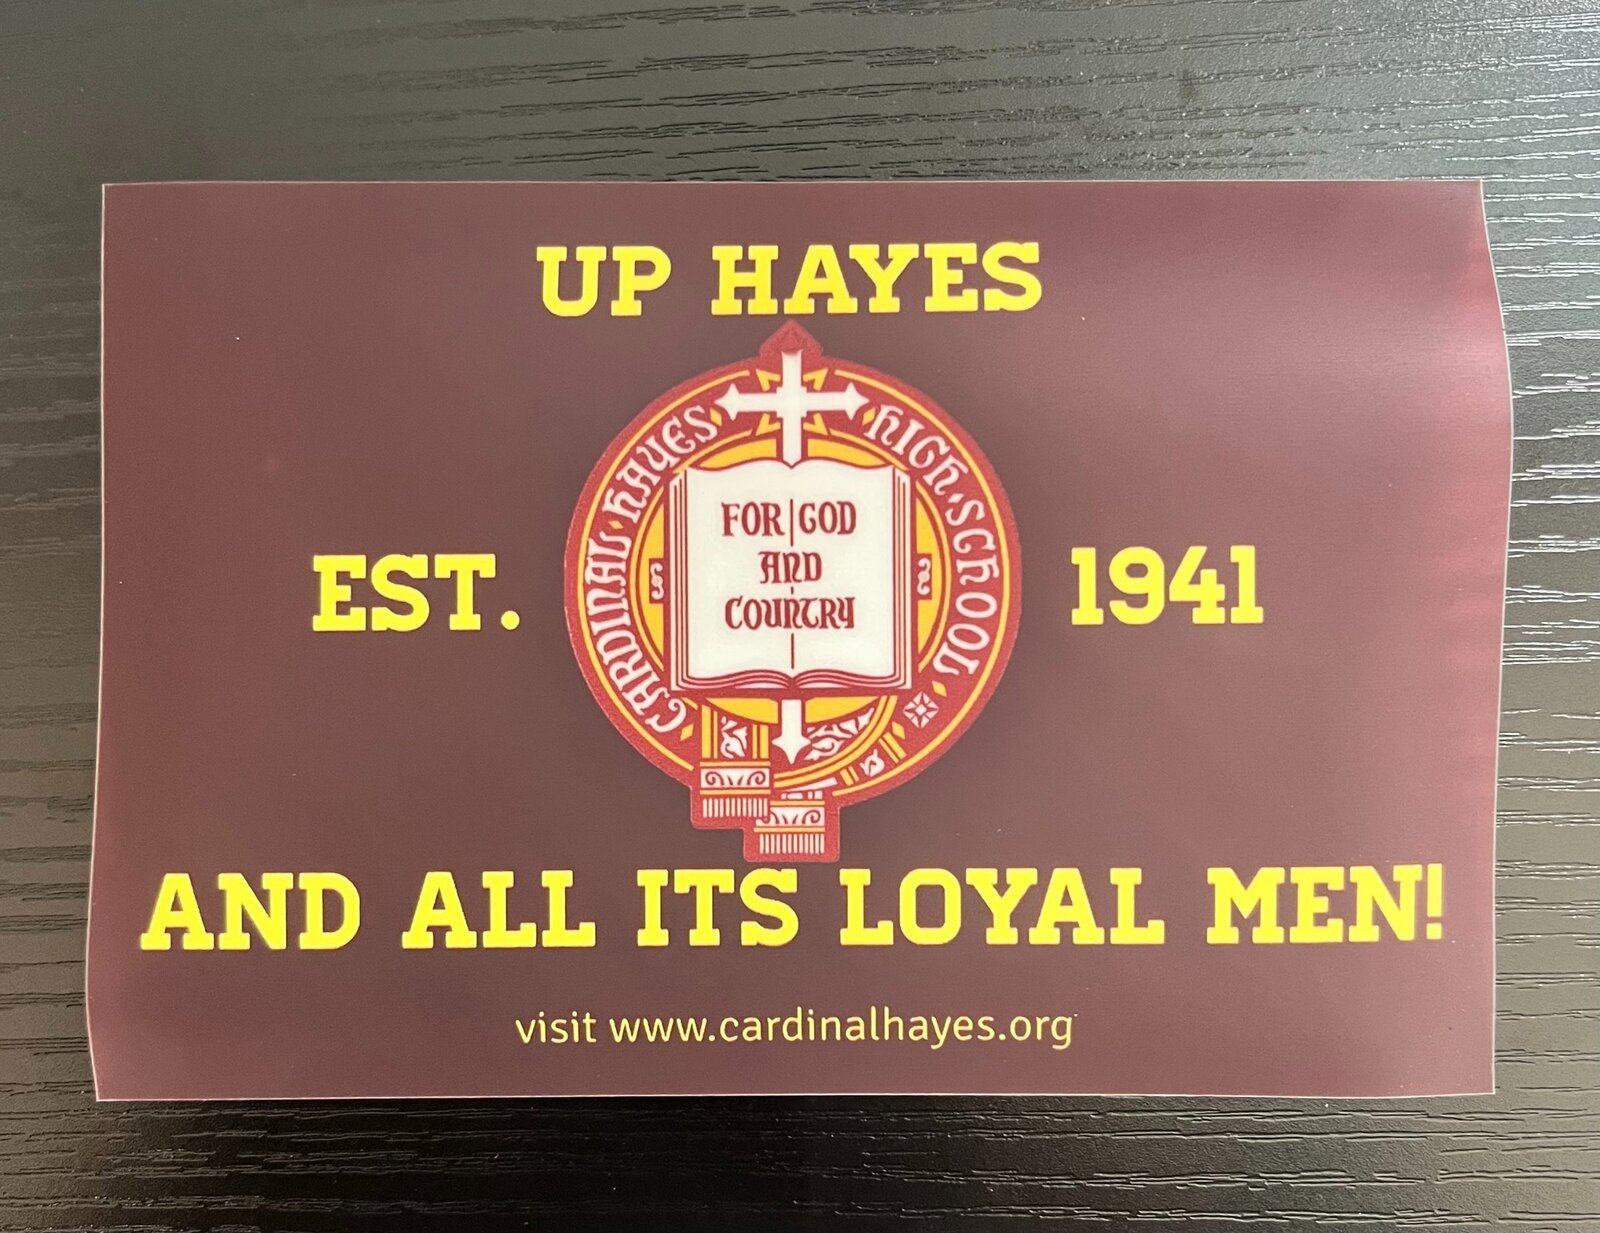 UP HAYES
CARDINAL · HAYES HIGH · SCHOOL
FOR GOD
AND
COUNTRY
EST. 1941
AND ALL ITS LOYAL MEN!
visit www.cardinalhayes.org